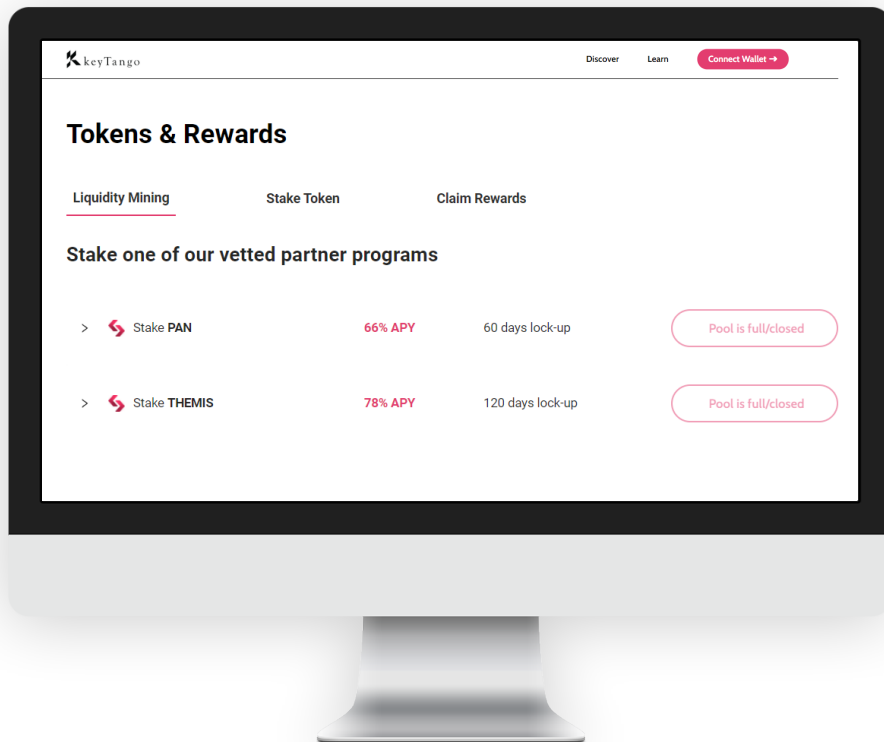 keyTango
Discover Learn Connect Wallet ➔
Tokens & Rewards
Liquidity Mining Stake Token Claim Rewards
Stake one of our vetted partner programs
> Stake PAN 66% APY 60 days lock-up Pool is full/closed
> Stake THEMIS 78% APY 120 days lock-up Pool is full/closed